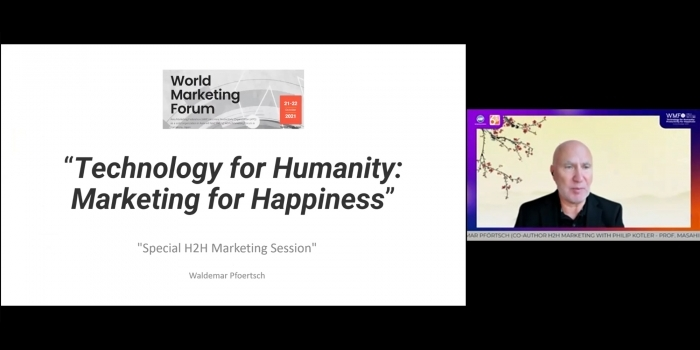 World
Marketing
Forum
21-22
2021
“Technology for Humanity:
Marketing for Happiness”
"Special H2H Marketing Session"
Waldemar Pfoertsch
WMF
MAR PFORTSCH (CO-AUTHOR H2H MARKETING WITH PHILIP KOTLER - PROF. MASAHI